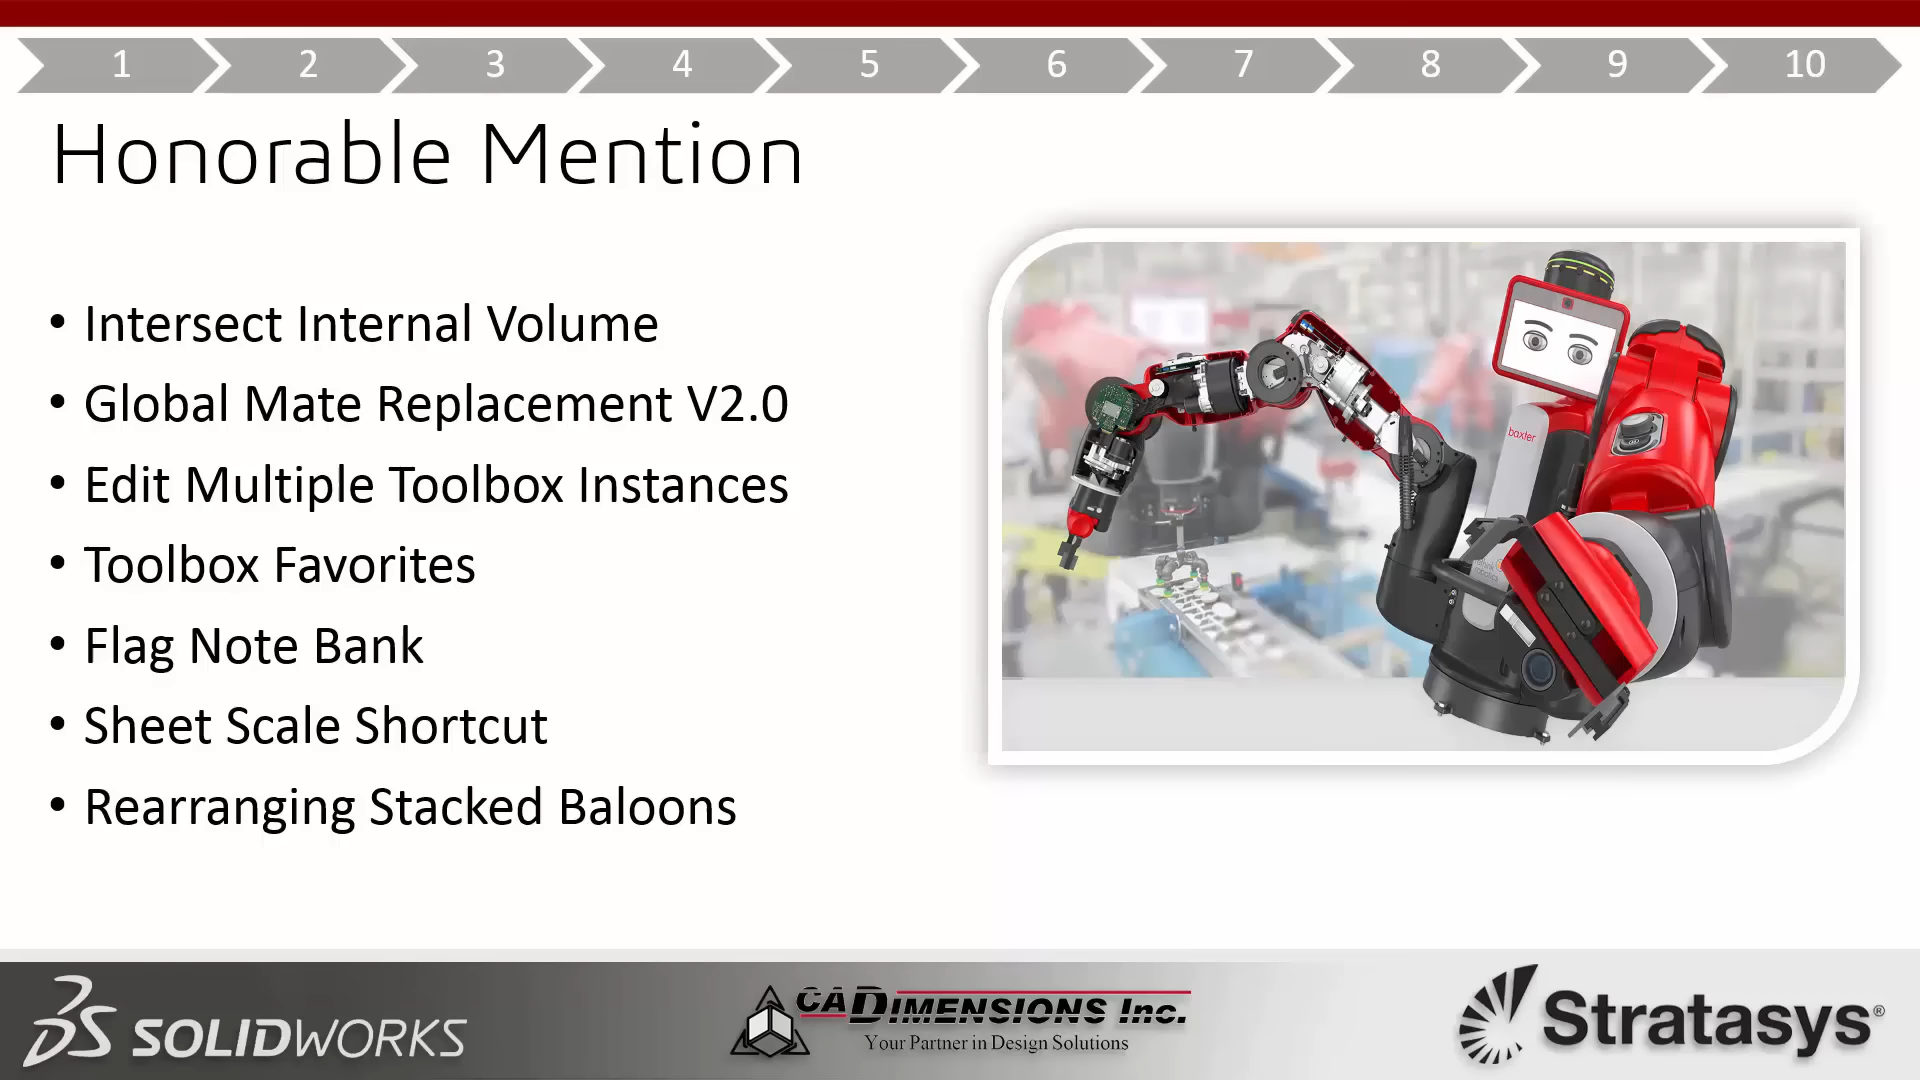 1 2 3 4 5 6 7 8 9 10
Honorable Mention
• Intersect Internal Volume
• Global Mate Replacement V2.0
• Edit Multiple Toolbox Instances
• Toolbox Favorites
• Flag Note Bank
• Sheet Scale Shortcut
• Rearranging Stacked Baloons
baxter
rethink
robotics
SOLIDWORKS
CADIMENSIONS Inc.
Your Partner in Design Solutions
Stratasys®